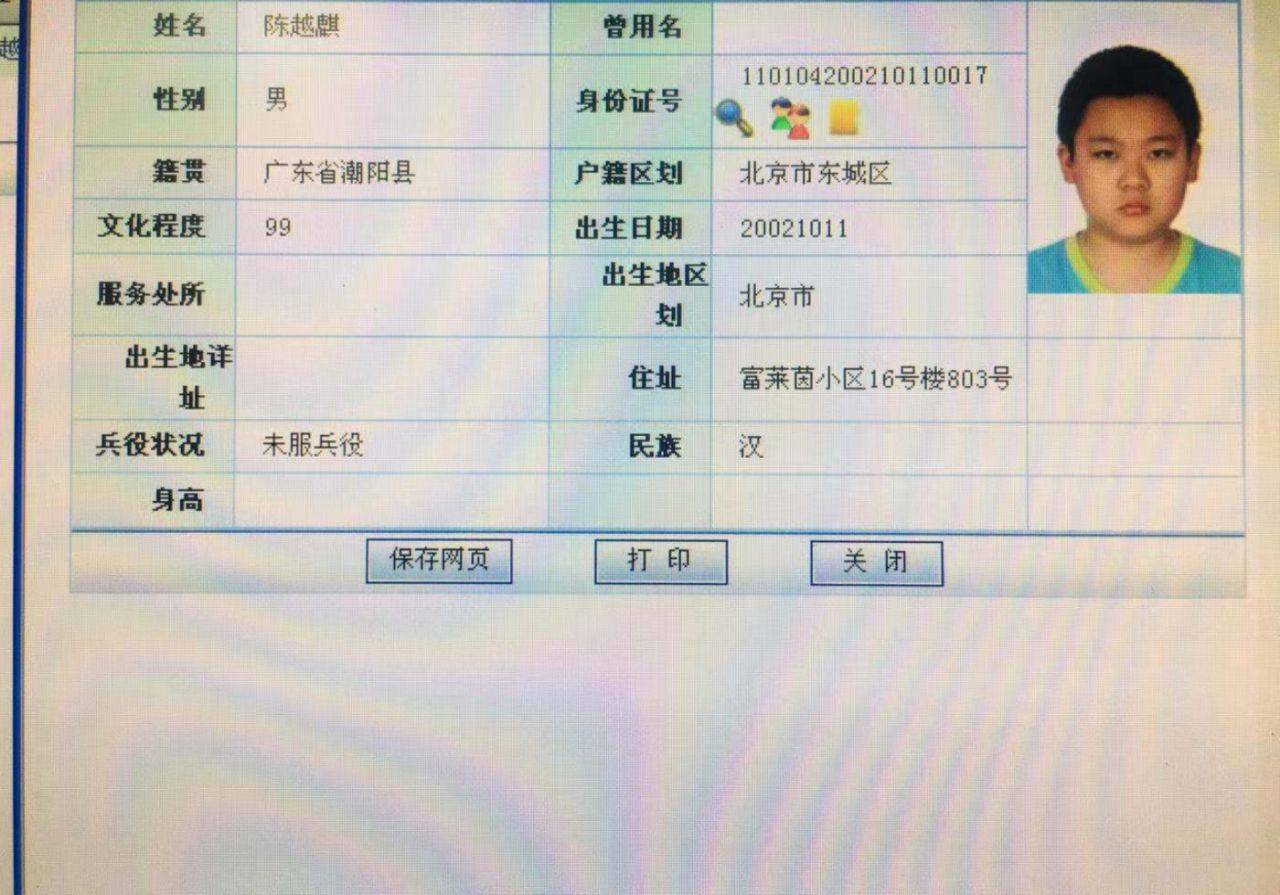 越
姓名 陈越麒 曾用名
性别 男 身份证号 110104200210110017
籍贯 广东省潮阳县 户籍区划 北京市东城区
文化程度 99 出生日期 20021011
服务处所 出生地区划 北京市
出生地详址 住址 富莱茵小区16号楼803号
兵役状况 未服兵役 民族 汉
身高
保存网页 打 印 关 闭